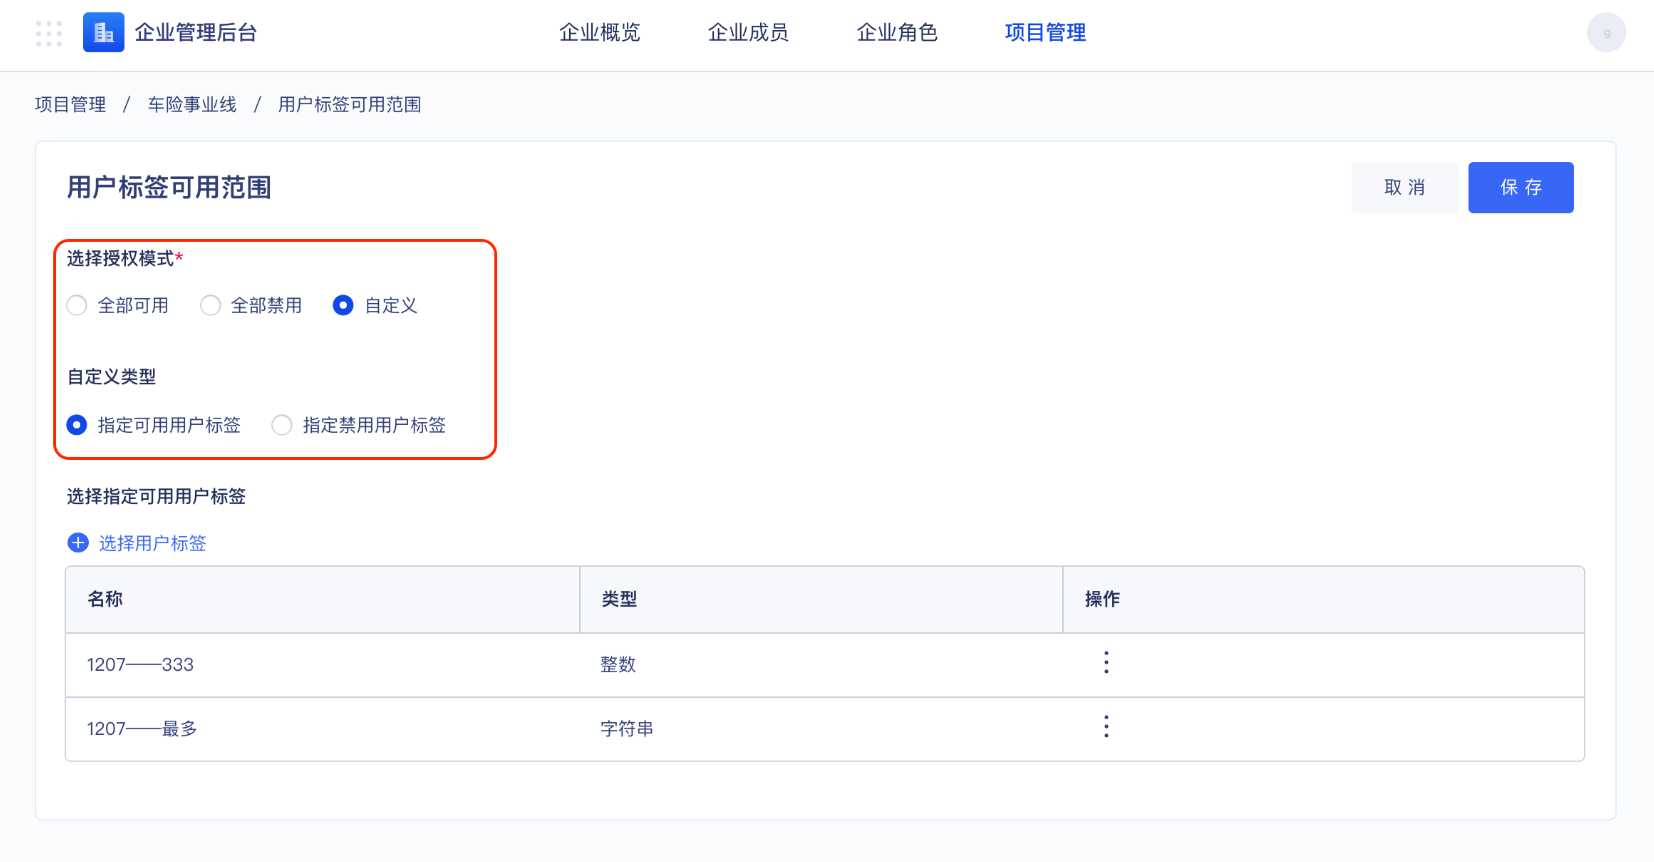 企业管理后台
企业概览 企业成员 企业角色 项目管理
g
项目管理 / 车险事业线 / 用户标签可用范围
用户标签可用范围
取 消
保 存
选择授权模式*
全部可用 全部禁用 自定义
自定义类型
指定可用用户标签 指定禁用用户标签
选择指定可用用户标签
选择用户标签
名称 类型 操作
1207——333 整数
1207——最多 字符串